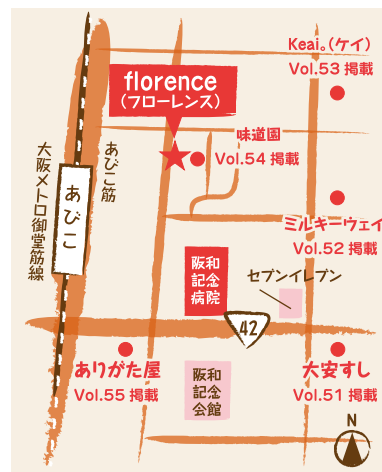 Keai。(ケイ)
Vol.53 掲載
florence
(フローレンス)
味道園
Vol.54 掲載
あびこ筋
大阪メトロ御堂筋線
あびこ
ミルキーウェイ
Vol.52 掲載
阪和
記念
病院
セブンイレブン
42
ありがた屋
Vol.55 掲載
阪和
記念
会館
大安すし
Vol.51 掲載
N